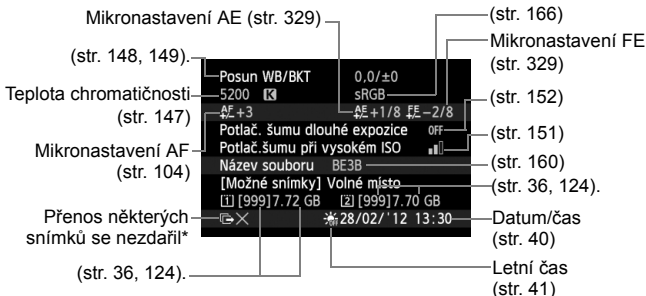 Mikronastavení AE (str. 329)
(str. 148, 149).
Teplota chromatičnosti
(str. 147)
Mikronastavení AF
(str. 104)
Přenos některých
snímků se nezdařil*
(str. 36, 124).
Posun WB/BKT 0,0/±0
5200 K sRGB
AF+3 AE+1/8 FE−2/8
Potlač. šumu dlouhé expozice OFF
Potlač.šumu při vysokém ISO
Název souboru BE3B
[Možné snímky] Volné místo
1 [999]7.72 GB 2 [999]7.70 GB
OFF 28/02/'12 13:30
(str. 166)
Mikronastavení FE
(str. 329)
(str. 152)
(str. 151)
(str. 160)
(str. 36, 124).
Datum/čas
(str. 40)
Letní čas
(str. 41)